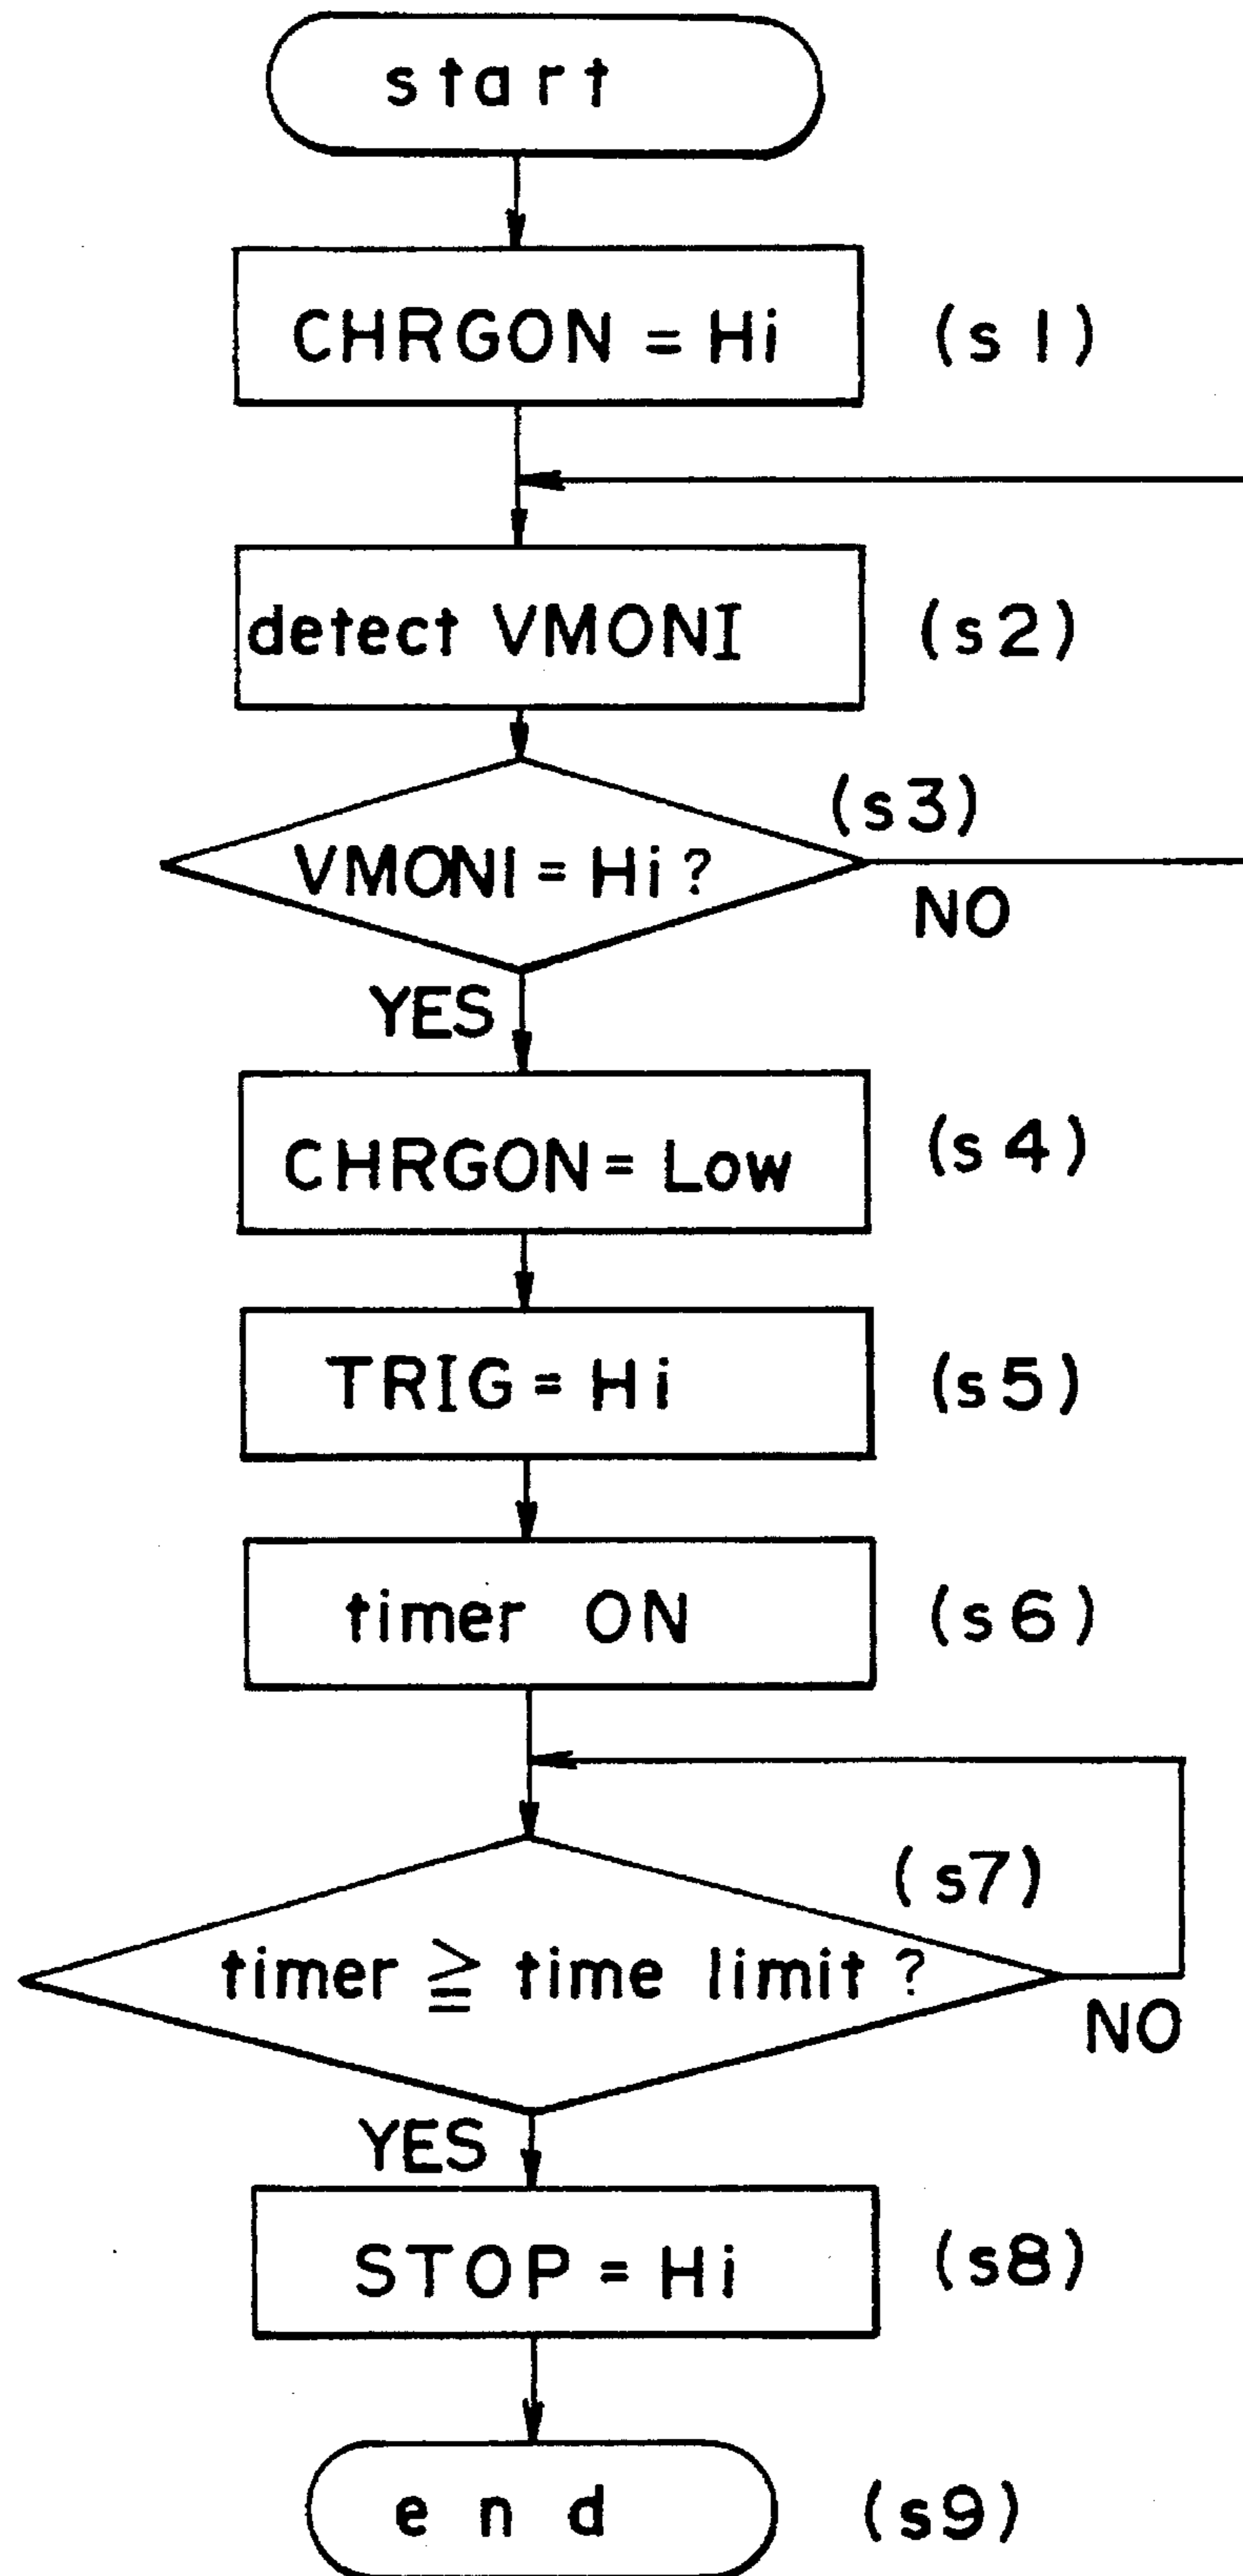 start
CHRGON = Hi (s1)
detect VMONI (s2)
(s3)
VMONI = Hi ?
NO
YES
CHRGON = Low (s4)
TRIG = Hi (s5)
timer ON (s6)
(s7)
timer ≧ time limit ?
NO
YES
STOP = Hi (s8)
end (s9)